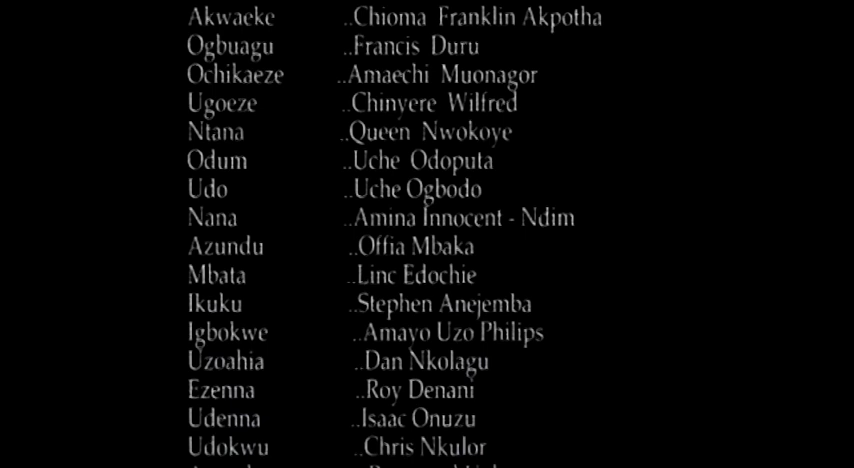 Akwaeke ..Chioma Franklin Akpotha
Ogbuagu ..Francis Duru
Ochikaeze ..Amaechi Muonagor
Ugoeze ..Chinyere Wilfred
Ntana ..Queen Nwokoye
Odum ..Uche Odoputa
Udo ..Uche Ogbodo
Nana ..Amina Innocent - Ndim
Azundu ..Offia Mbaka
Mbata ..Linc Edochie
Ikuku ..Stephen Anejemba
Igbokwe ..Amayo Uzo Philips
Uzoahia ..Dan Nkolagu
Ezenna ..Roy Denani
Udenna ..Isaac Onuzu
Udokwu ..Chris Nkulor